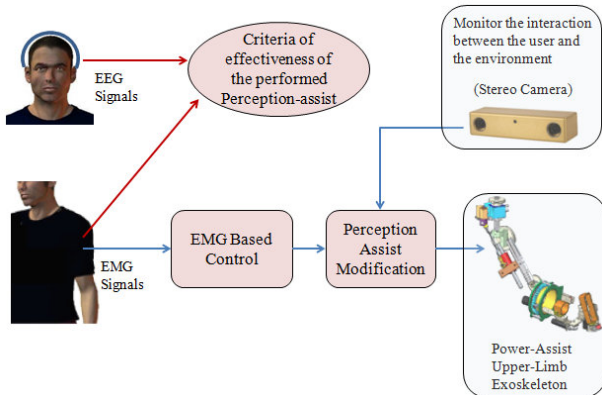 EEG
Signals
Criteria of
effectiveness of
the performed
Perception-assist
Monitor the interaction
between the user and
the environment
(Stereo Camera)
EMG
Signals
EMG Based
Control
Perception
Assist
Modification
Power-Assist
Upper-Limb
Exoskeleton